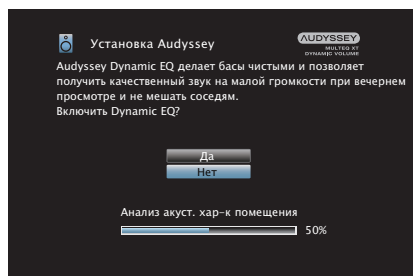 Установка Audyssey
AUDYSSEY
MULTEQ XT
DYNAMIC VOLUME
Audyssey Dynamic EQ делает басы чистыми и позволяет
получить качественный звук на малой громкости при вечернем
просмотре и не мешать соседям.
Включить Dynamic EQ?
Да
Нет
Анализ акуст. хар-к помещения
50%